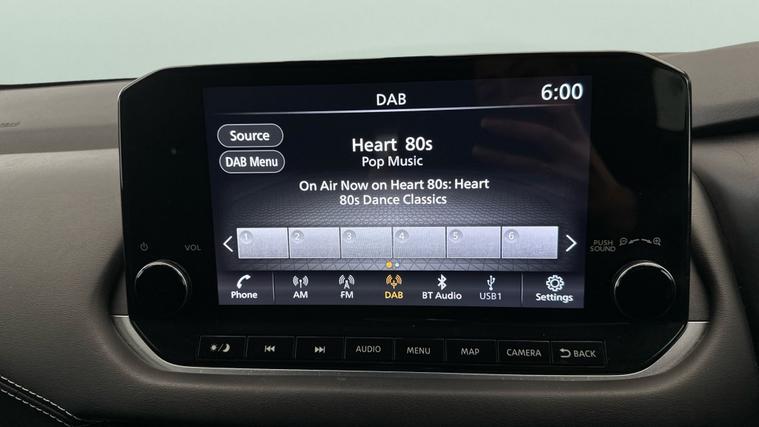 DAB
6:00
Source
DAB Menu
Heart 80s
Pop Music
On Air Now on Heart 80s: Heart
80s Dance Classics
1 2 3 4 5 6
VOL
PUSH
SOUND
Phone AM FM DAB BT Audio USB1 Settings
AUDIO MENU MAP CAMERA BACK